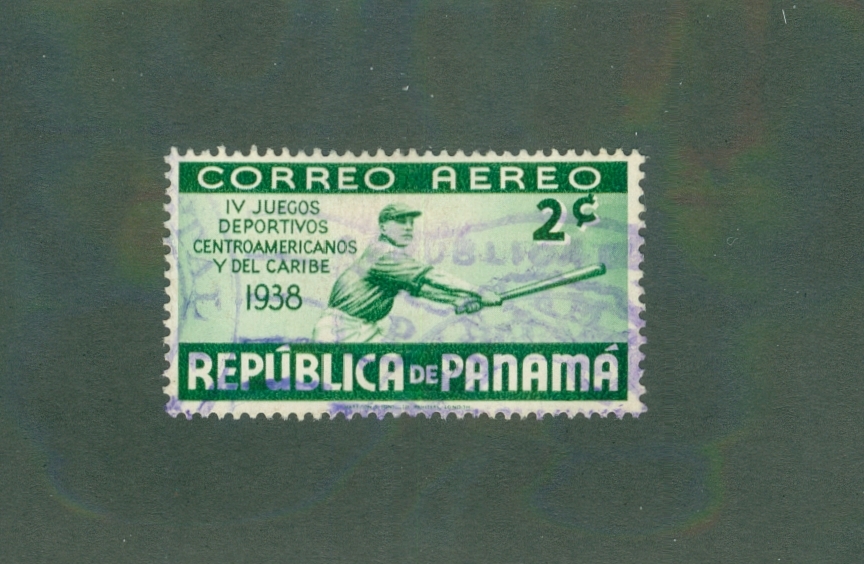 CORREO AEREO
IV JUEGOS
DEPORTIVOS
CENTROAMERICANOS
Y DEL CARIBE
1938
2¢
REPÚBLICA DE PANAMÁ